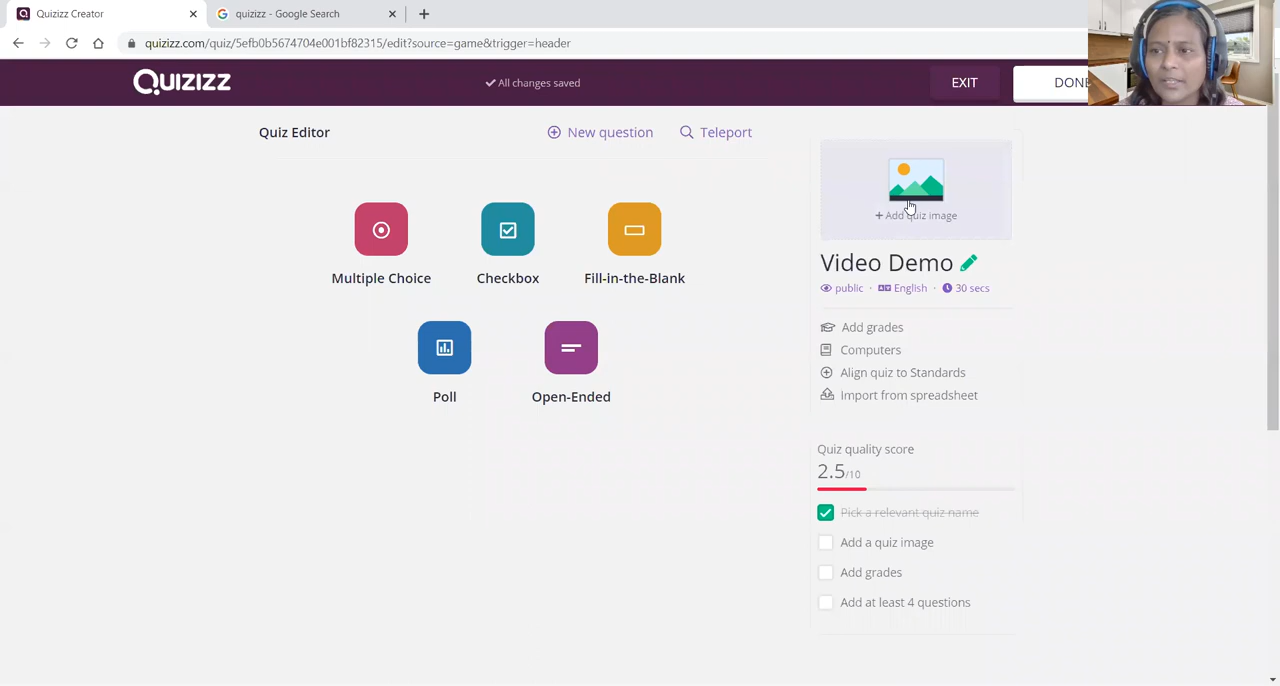 Quizizz Creator
quizizz - Google Search
quizizz.com/quiz/5efb0b5674704e001bf82315/edit?source=game&trigger=header
QUIZIZZ
All changes saved
EXIT
DONE
Quiz Editor
New question
Teleport
+ Add quiz image
Multiple Choice
Checkbox
Fill-in-the-Blank
Poll
Open-Ended
Video Demo
public · English · 30 secs
Add grades
Computers
Align quiz to Standards
Import from spreadsheet
Quiz quality score
2.5/10
Pick a relevant quiz name
Add a quiz image
Add grades
Add at least 4 questions